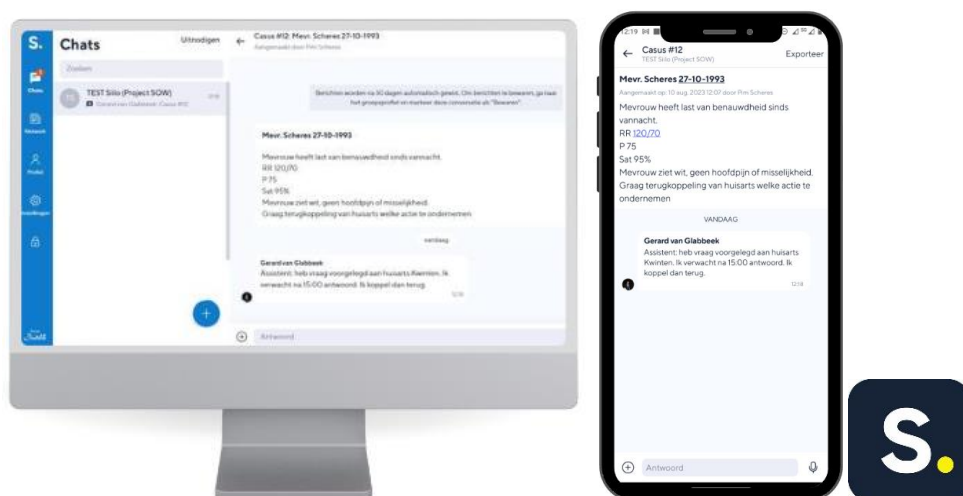 S.
Chats
Uitnodigen
Zoeken
TEST Silo (Project SOW)
Gerard van Glabbeek: Casus #12
Chats
Netwerk
Profiel
Instellingen
Casus #12: Mevr. Scheres 27-10-1993
Aangemaakt door Pim Scheres
Berichten worden na 30 dagen automatisch gewist. Om berichten te bewaren, ga naar
het groepsprofiel en markeer deze conversatie als "Bewaren"
Mevr. Scheres 27-10-1993
Mevrouw heeft last van benauwdheid sinds vannacht.
RR 120/70
P 75
Sat 95%
Mevrouw ziet wit, geen hoofdpijn of misselijkheid.
Graag terugkoppeling van huisarts welke actie te ondernemen
vandaag
Gerard van Glabbeek
Assistent: heb vraag voorgelegd aan huisarts Kwinten. Ik
verwacht na 15:00 antwoord. Ik koppel dan terug.
12:18
Antwoord
12:19
Casus #12
TEST Silo (Project SOW)
Exporteer
Mevr. Scheres 27-10-1993
Aangemaakt op: 10 aug. 2023 12:07 door Pim Scheres
Mevrouw heeft last van benauwdheid sinds
vannacht.
RR 120/70
P 75
Sat 95%
Mevrouw ziet wit, geen hoofdpijn of misselijkheid.
Graag terugkoppeling van huisarts welke actie te
ondernemen
VANDAAG
Gerard van Glabbeek
Assistent: heb vraag voorgelegd aan huisarts
Kwinten. Ik verwacht na 15:00 antwoord. Ik
koppel dan terug.
12:18
Antwoord
S.